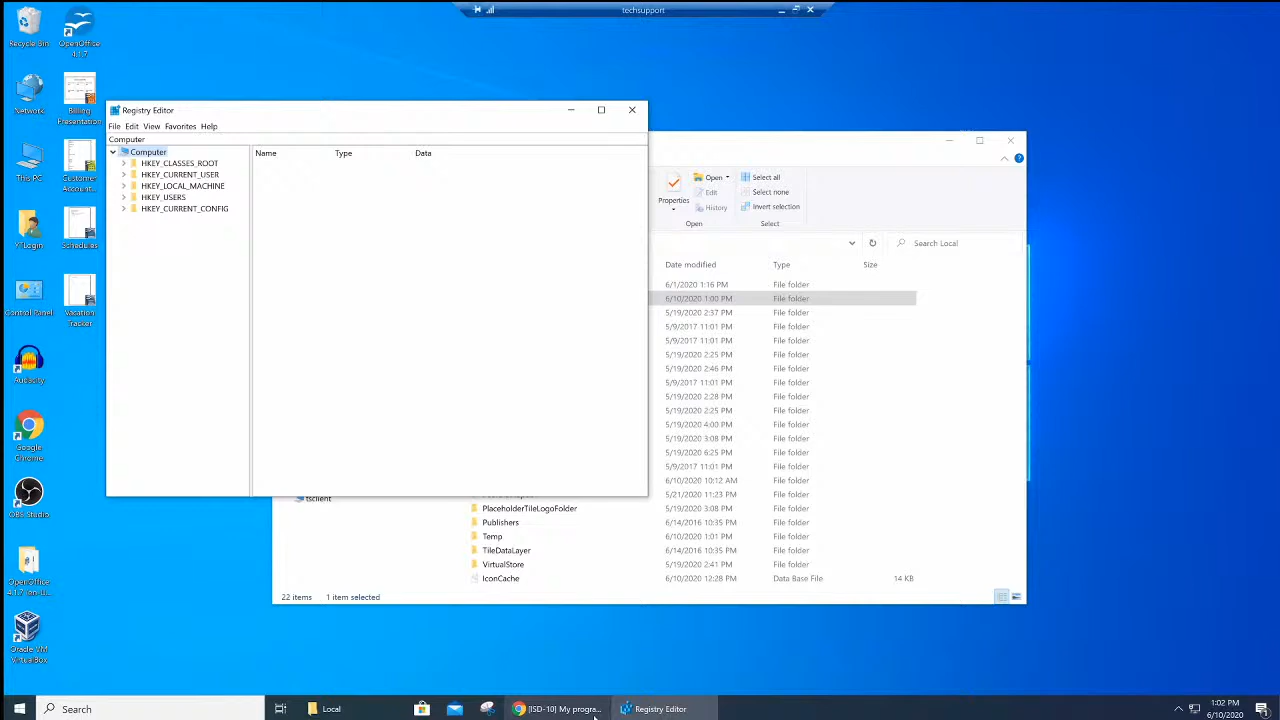 techsupport
Recycle Bin
OpenOffice
4.1.7
Network
Billing
Presentation
This PC
Customer
Account...
YTLogin
Schedules
Control Panel
Vacation
Tracker
Audacity
Google
Chrome
OBS Studio
OpenOffice
4.1.7 (en-u...
Oracle VM
VirtualBox
Registry Editor
File Edit View Favorites Help
Computer
Computer
HKEY_CLASSES_ROOT
HKEY_CURRENT_USER
HKEY_LOCAL_MACHINE
HKEY_USERS
HKEY_CURRENT_CONFIG
Name Type Data
Properties
Open
Edit
History
Open
Select all
Select none
Invert selection
Select
Search Local
Date modified Type Size
6/1/2020 1:16 PM File folder
6/10/2020 1:00 PM File folder
5/19/2020 2:37 PM File folder
5/9/2017 11:01 PM File folder
5/9/2017 11:01 PM File folder
5/19/2020 2:25 PM File folder
5/19/2020 2:46 PM File folder
5/9/2017 11:01 PM File folder
5/19/2020 2:28 PM File folder
5/19/2020 2:25 PM File folder
5/19/2020 4:00 PM File folder
5/19/2020 3:08 PM File folder
5/19/2020 6:25 PM File folder
5/9/2017 11:01 PM File folder
6/10/2020 10:12 AM File folder
5/21/2020 11:23 PM File folder
tsclient
PlaceholderTileLogoFolder 5/19/2020 3:08 PM File folder
Publishers 6/14/2016 10:35 PM File folder
Temp 6/10/2020 1:01 PM File folder
TileDataLayer 6/14/2016 10:35 PM File folder
VirtualStore 5/19/2020 2:41 PM File folder
IconCache 6/10/2020 12:28 PM Data Base File 14 KB
22 items 1 item selected
Search
Local
[ISD-10] My progra...
Registry Editor
1:02 PM
6/10/2020